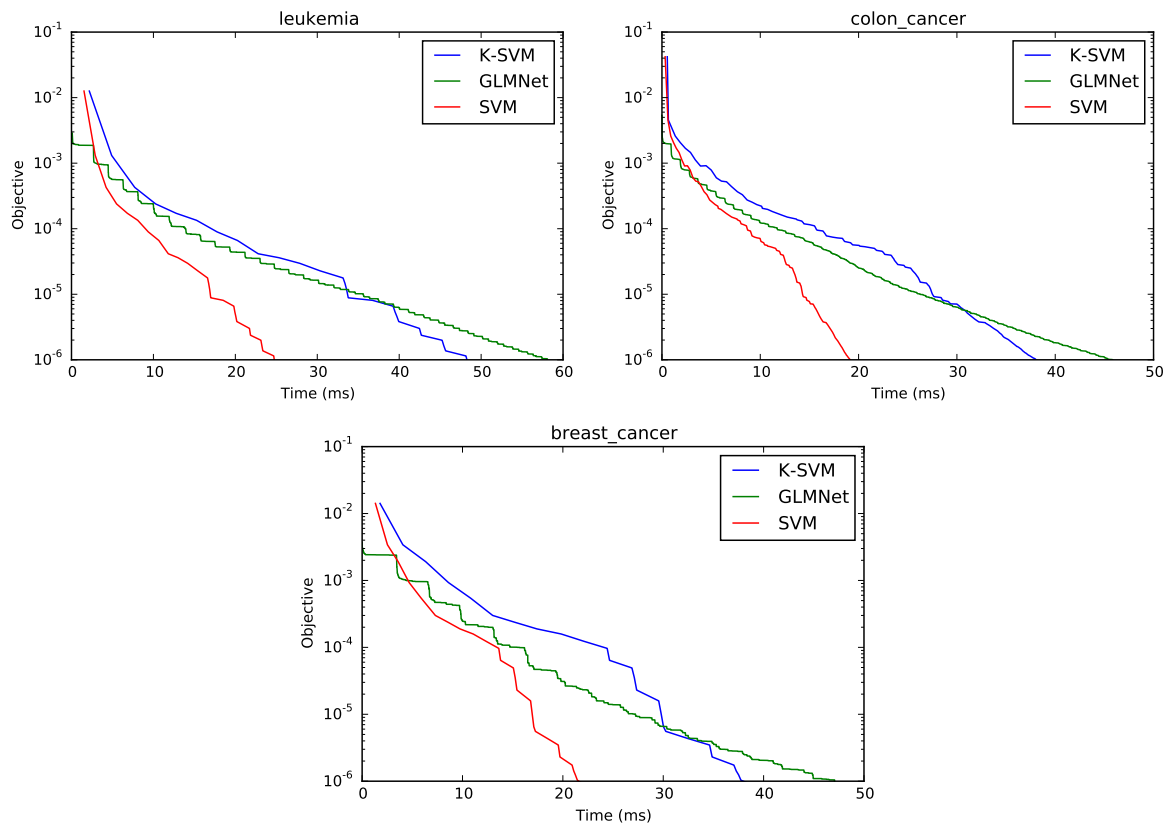 leukemia
10^-1
10^-2
10^-3
10^-4
10^-5
10^-6
Objective
0 10 20 30 40 50 60
Time (ms)
K-SVM
GLMNet
SVM
colon_cancer
10^-1
10^-2
10^-3
10^-4
10^-5
10^-6
Objective
0 10 20 30 40 50
Time (ms)
K-SVM
GLMNet
SVM
breast_cancer
10^-1
10^-2
10^-3
10^-4
10^-5
10^-6
Objective
0 10 20 30 40 50
Time (ms)
K-SVM
GLMNet
SVM